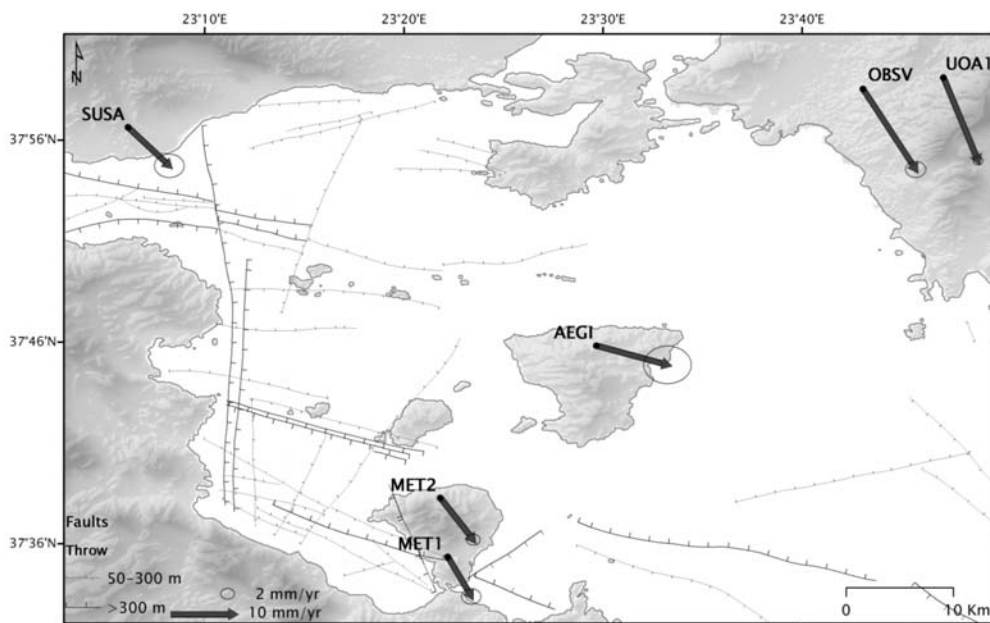 23°10'E 23°20'E 23°30'E 23°40'E
UOA1
OBSV
SUSA
37°56'N
N
AEGI
37°46'N
MET2
MET1
37°36'N
Faults
Throw
50-300 m
>300 m
2 mm/yr
10 mm/yr
0 10 Km